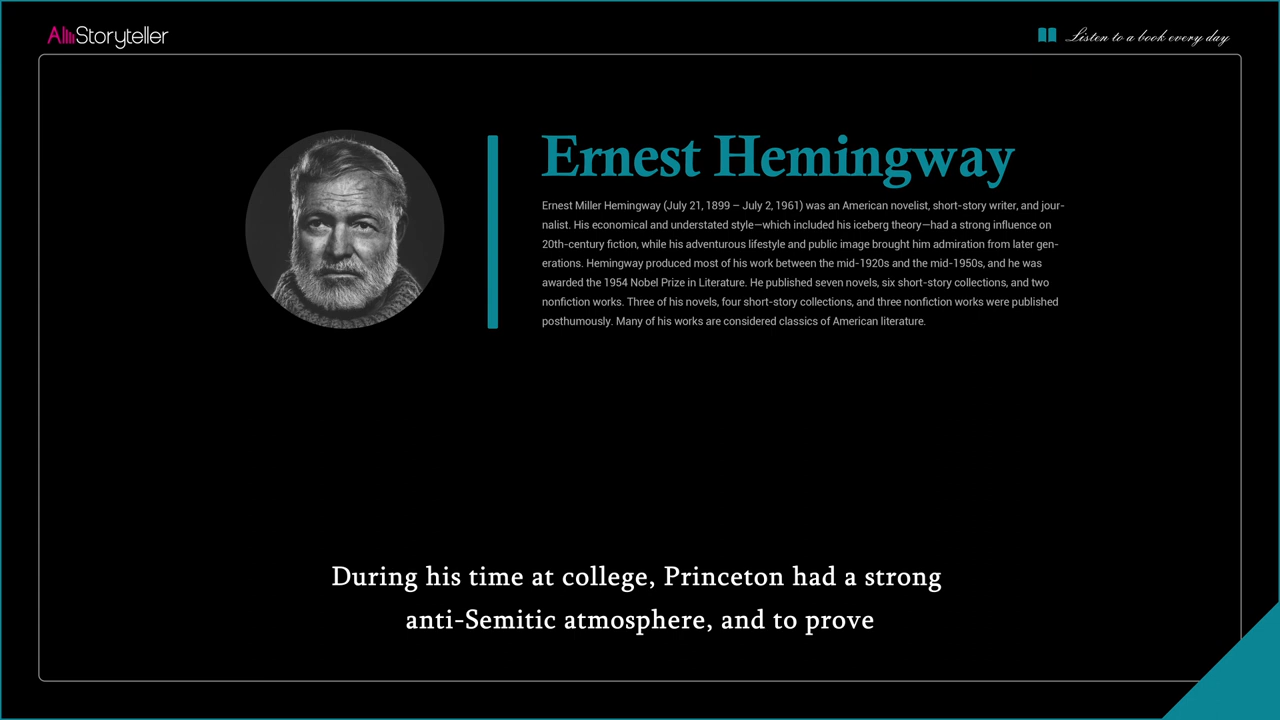 AllStoryteller
Listen to a book every day
Ernest Hemingway
Ernest Miller Hemingway (July 21, 1899 – July 2, 1961) was an American novelist, short-story writer, and jour-
nalist. His economical and understated style—which included his iceberg theory—had a strong influence on
20th-century fiction, while his adventurous lifestyle and public image brought him admiration from later gen-
erations. Hemingway produced most of his work between the mid-1920s and the mid-1950s, and he was
awarded the 1954 Nobel Prize in Literature. He published seven novels, six short-story collections, and two
nonfiction works. Three of his novels, four short-story collections, and three nonfiction works were published
posthumously. Many of his works are considered classics of American literature.
During his time at college, Princeton had a strong
anti-Semitic atmosphere, and to prove